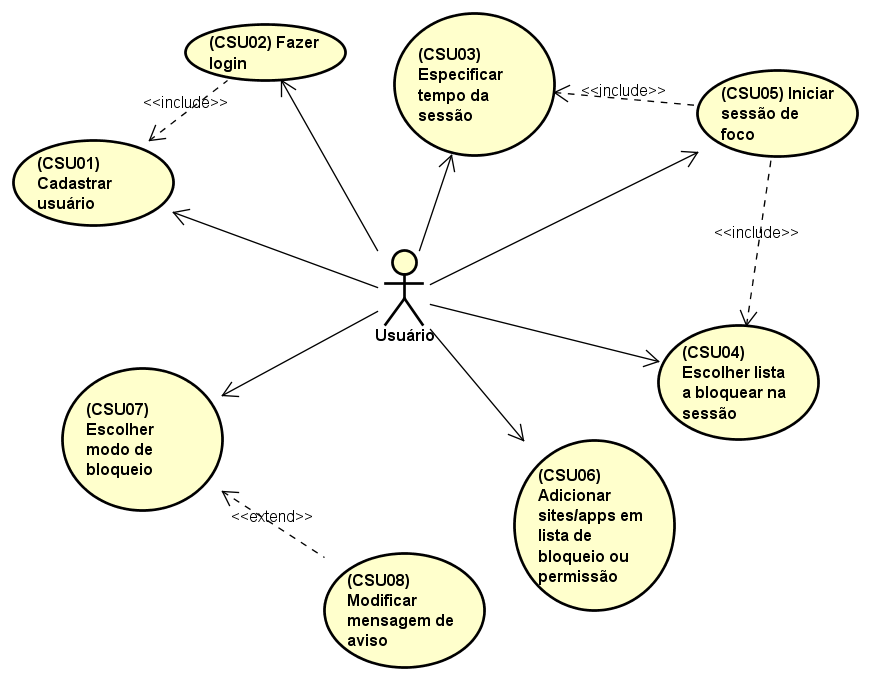 (CSU02) Fazer
login
(CSU03)
Especificar
tempo da
sessão
<<include>>
(CSU05) Iniciar
sessão de
foco
<<include>>
(CSU01)
Cadastrar
usuário
<<include>>
Usuário
(CSU04)
Escolher lista
a bloquear na
sessão
(CSU07)
Escolher
modo de
bloqueio
(CSU06)
Adicionar
sites/apps em
lista de
bloqueio ou
permissão
<<extend>>
(CSU08)
Modificar
mensagem de
aviso